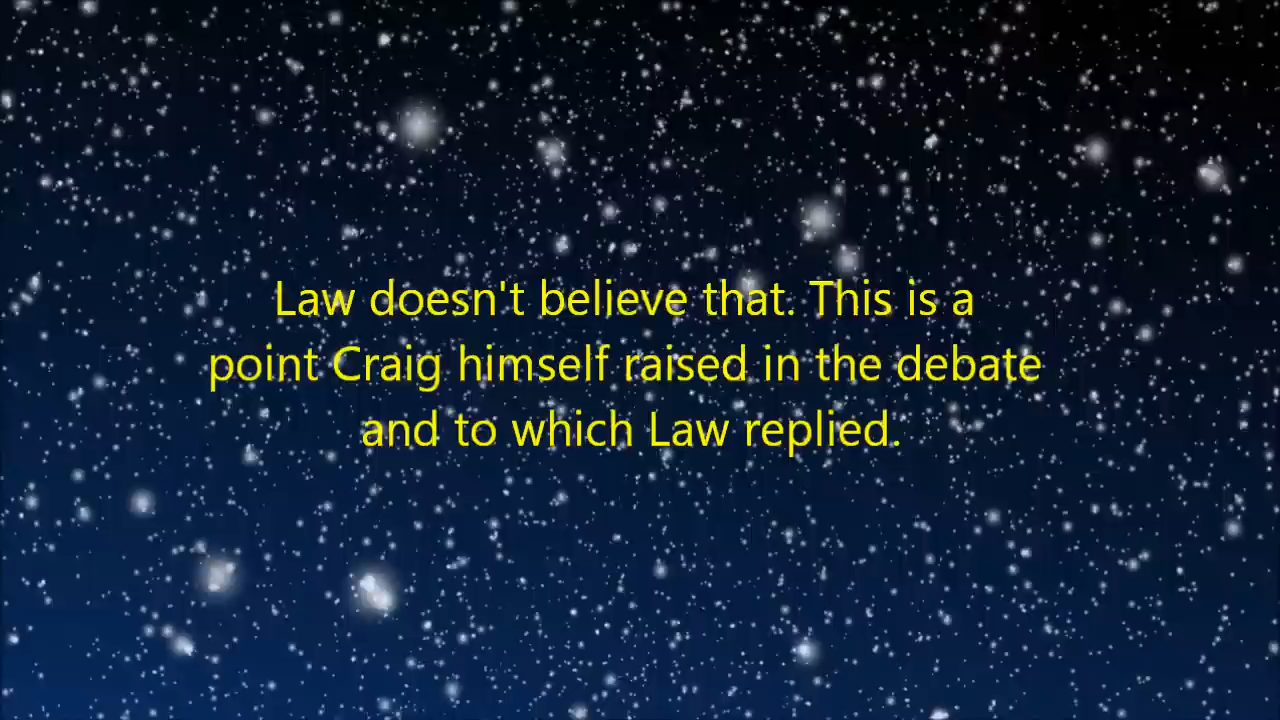 Law doesn't believe that. This is a
point Craig himself raised in the debate
and to which Law replied.